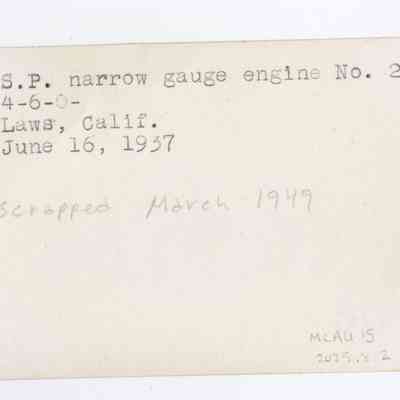 S.P. narrow gauge engine No. 2
4-6-0-
Laws, Calif.
June 16, 1937
Scrapped March 1949
MCAU 15
2025.8 2